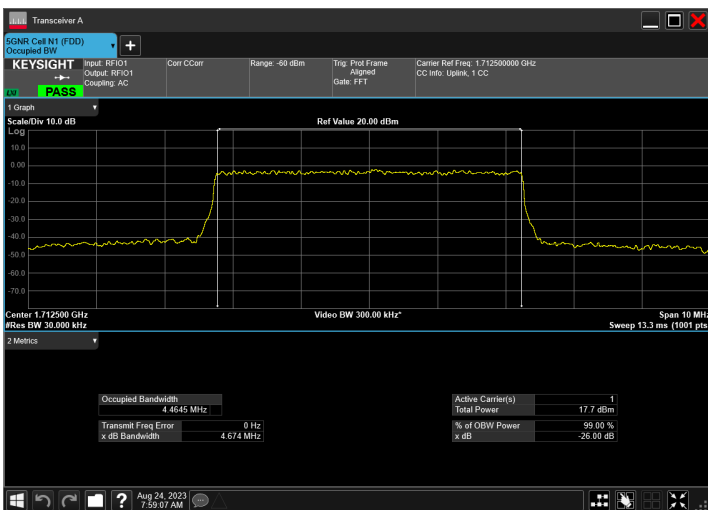 Transceiver A
5GNR Cell N1 (FDD)
Occupied BW
+
KEYSIGHT
LXI
PASS
Input: RFIO1
Output: RFIO1
Coupling: AC
Corr CCorr
Range: -60 dBm
Trig: Prot Frame
Aligned
Gate: FFT
Carrier Ref Freq: 1.712500000 GHz
CC Info: Uplink, 1 CC
1 Graph
Scale/Div 10.0 dB
Ref Value 20.00 dBm
Log
10.0
0.00
-10.0
-20.0
-30.0
-40.0
-50.0
-60.0
-70.0
Center 1.712500 GHz
Video BW 300.00 kHz*
Span 10 MHz
#Res BW 30.000 kHz
Sweep 13.3 ms (1001 pts
2 Metrics
Occupied Bandwidth
4.4645 MHz
Transmit Freq Error 0 Hz
x dB Bandwidth 4.674 MHz
Active Carrier(s) 1
Total Power 17.7 dBm
% of OBW Power 99.00 %
x dB -26.00 dB
?
Aug 24, 2023
7:59:07 AM